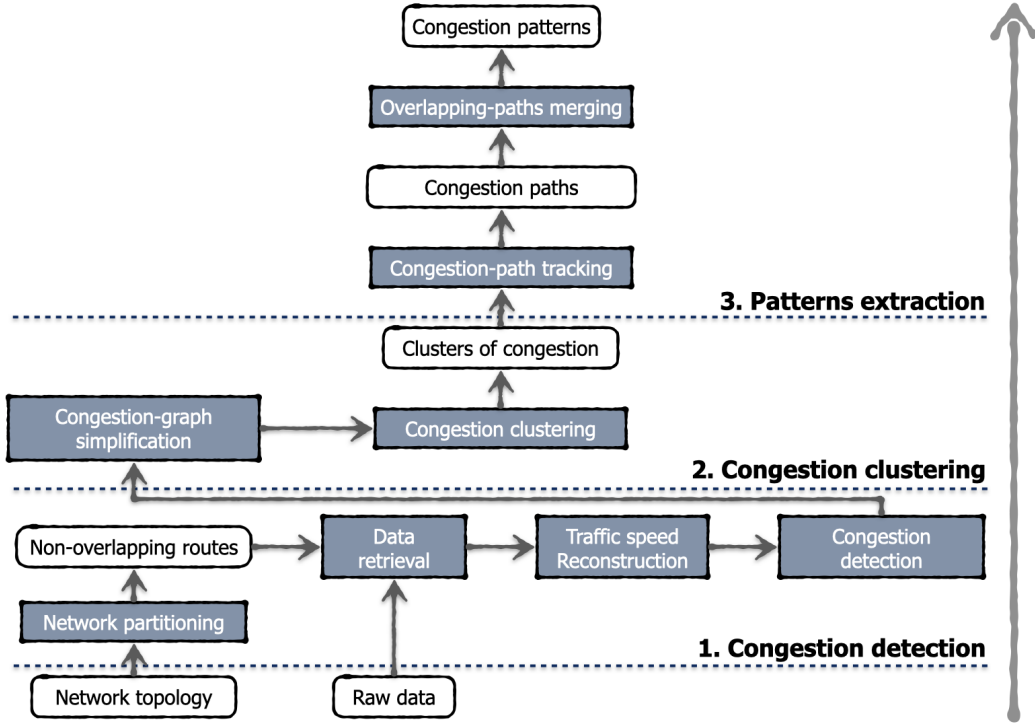 Congestion patterns
Overlapping-paths merging
Congestion paths
Congestion-path tracking
3. Patterns extraction
Clusters of congestion
Congestion-graph
simplification
Congestion clustering
2. Congestion clustering
Non-overlapping routes
Data
retrieval
Traffic speed
Reconstruction
Congestion
detection
Network partitioning
1. Congestion detection
Network topology
Raw data